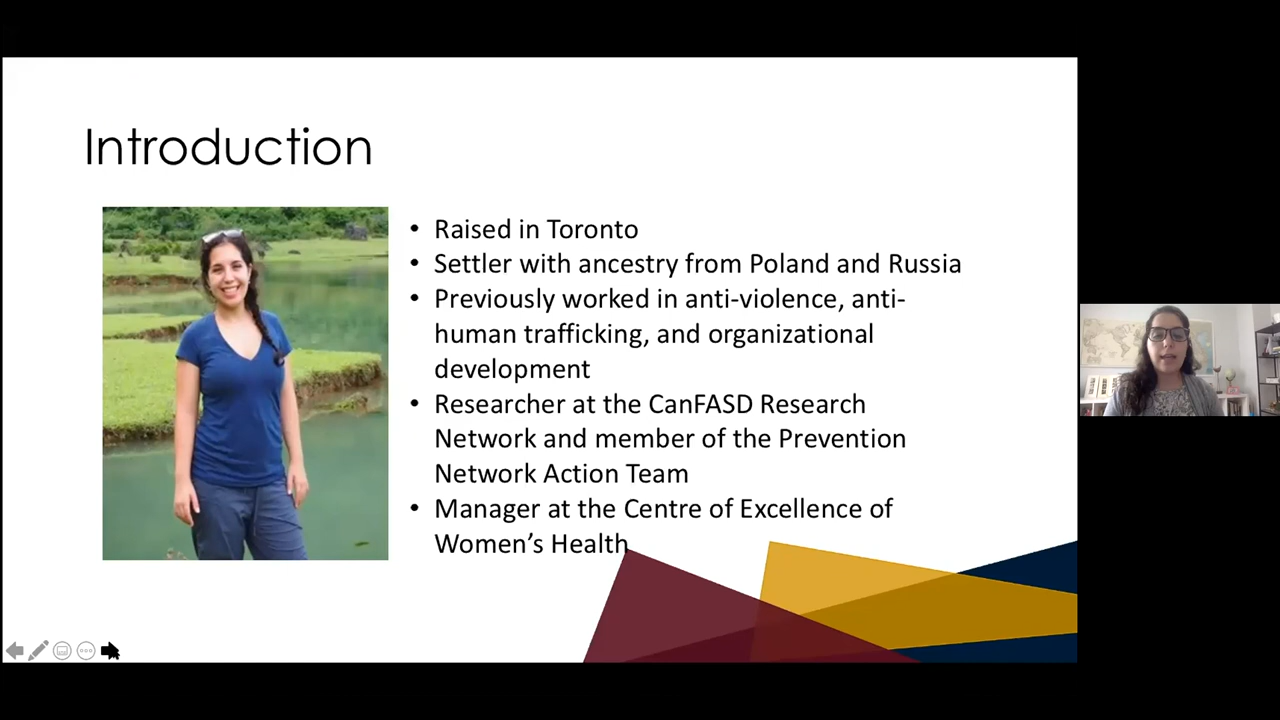 Introduction
• Raised in Toronto
• Settler with ancestry from Poland and Russia
• Previously worked in anti-violence, anti-
human trafficking, and organizational
development
• Researcher at the CanFASD Research
Network and member of the Prevention
Network Action Team
• Manager at the Centre of Excellence of
Women’s Health